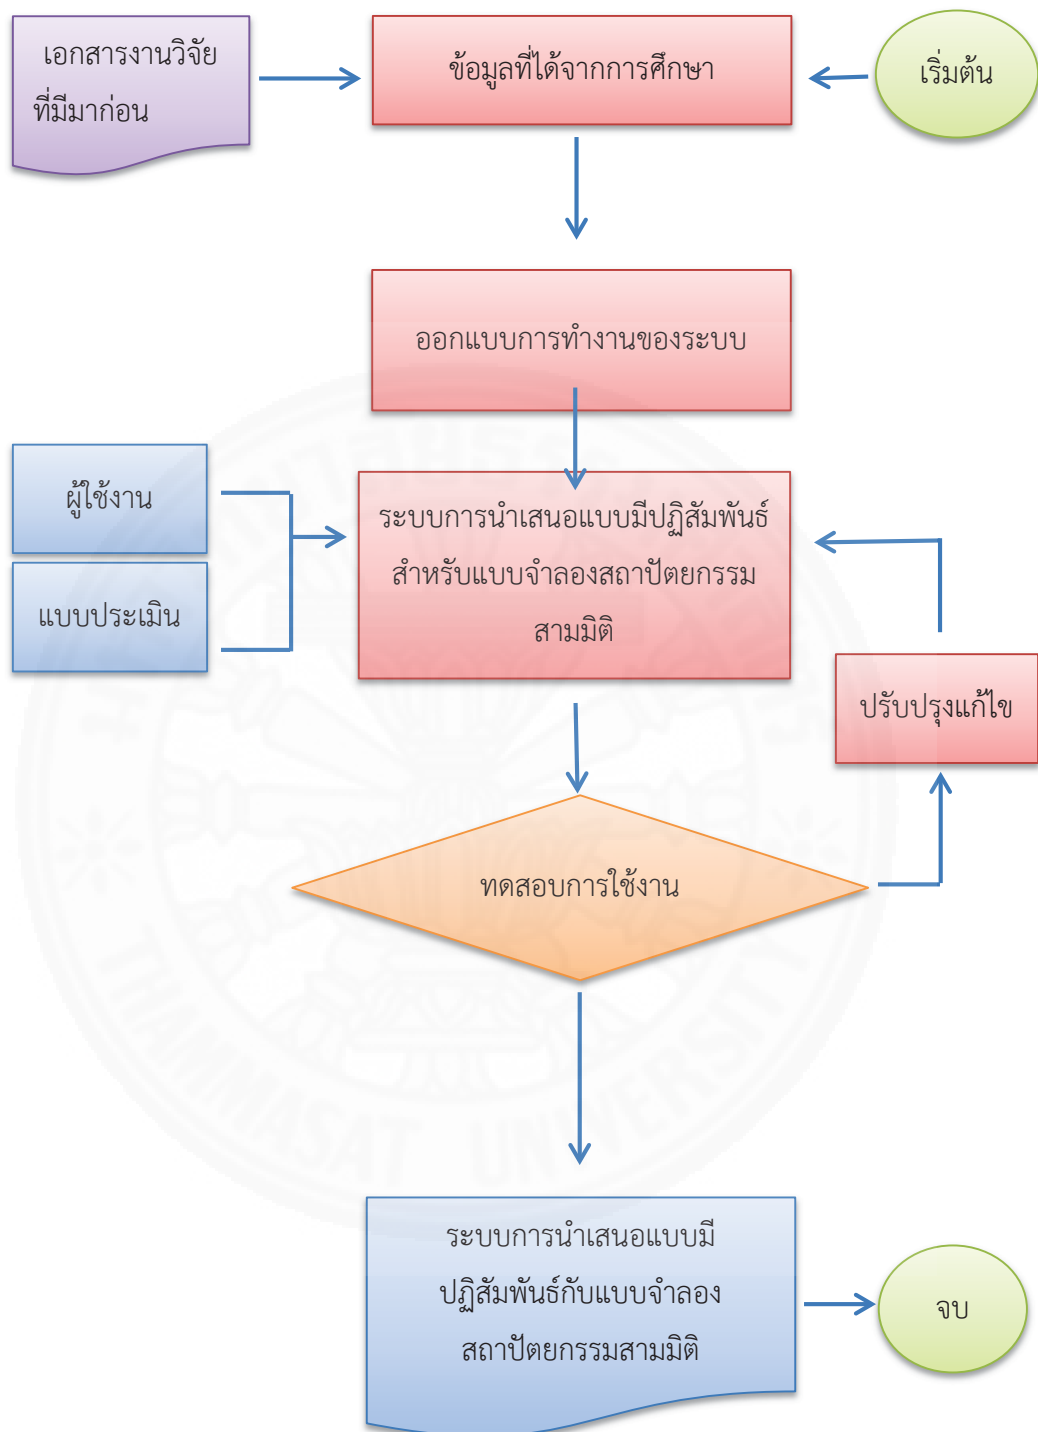 เอกสารงานวิจัย
ที่มีมาก่อน
ข้อมูลที่ได้จากการศึกษา
เริ่มต้น
ออกแบบการทำงานของระบบ
ผู้ใช้งาน
แบบประเมิน
ระบบการนำเสนอแบบมีปฏิสัมพันธ์
สำหรับแบบจำลองสถาปัตยกรรม
สามมิติ
ปรับปรุงแก้ไข
ทดสอบการใช้งาน
ระบบการนำเสนอแบบมี
ปฏิสัมพันธ์กับแบบจำลอง
สถาปัตยกรรมสามมิติ
จบ
THAMMASAT UNIVERSITY